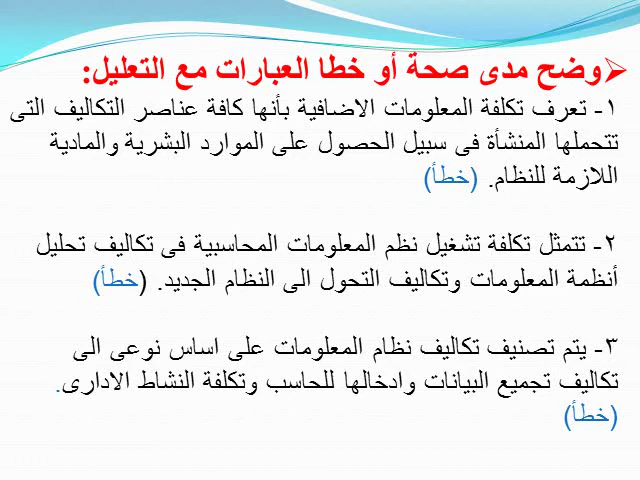 وضح مدى صحة أو خطا العبارات مع التعليل:
١- تعرف تكلفة المعلومات الاضافية بأنها كافة عناصر التكاليف التى
تتحملها المنشأة فى سبيل الحصول على الموارد البشرية والمادية
اللازمة للنظام. (خطأ)
٢- تتمثل تكلفة تشغيل نظم المعلومات المحاسبية فى تكاليف تحليل
أنظمة المعلومات وتكاليف التحول الى النظام الجديد. (خطأ)
٣- يتم تصنيف تكاليف نظام المعلومات على اساس نوعى الى
تكاليف تجميع البيانات وادخالها للحاسب وتكلفة النشاط الادارى.
(خطأ)